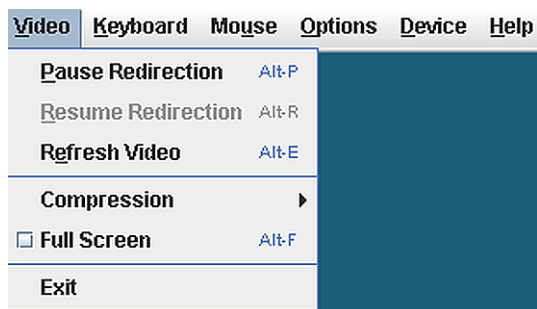 Video Keyboard Mouse Options Device Help
Pause Redirection Alt-P
Resume Redirection Alt-R
Refresh Video Alt-E
Compression
Full Screen Alt-F
Exit